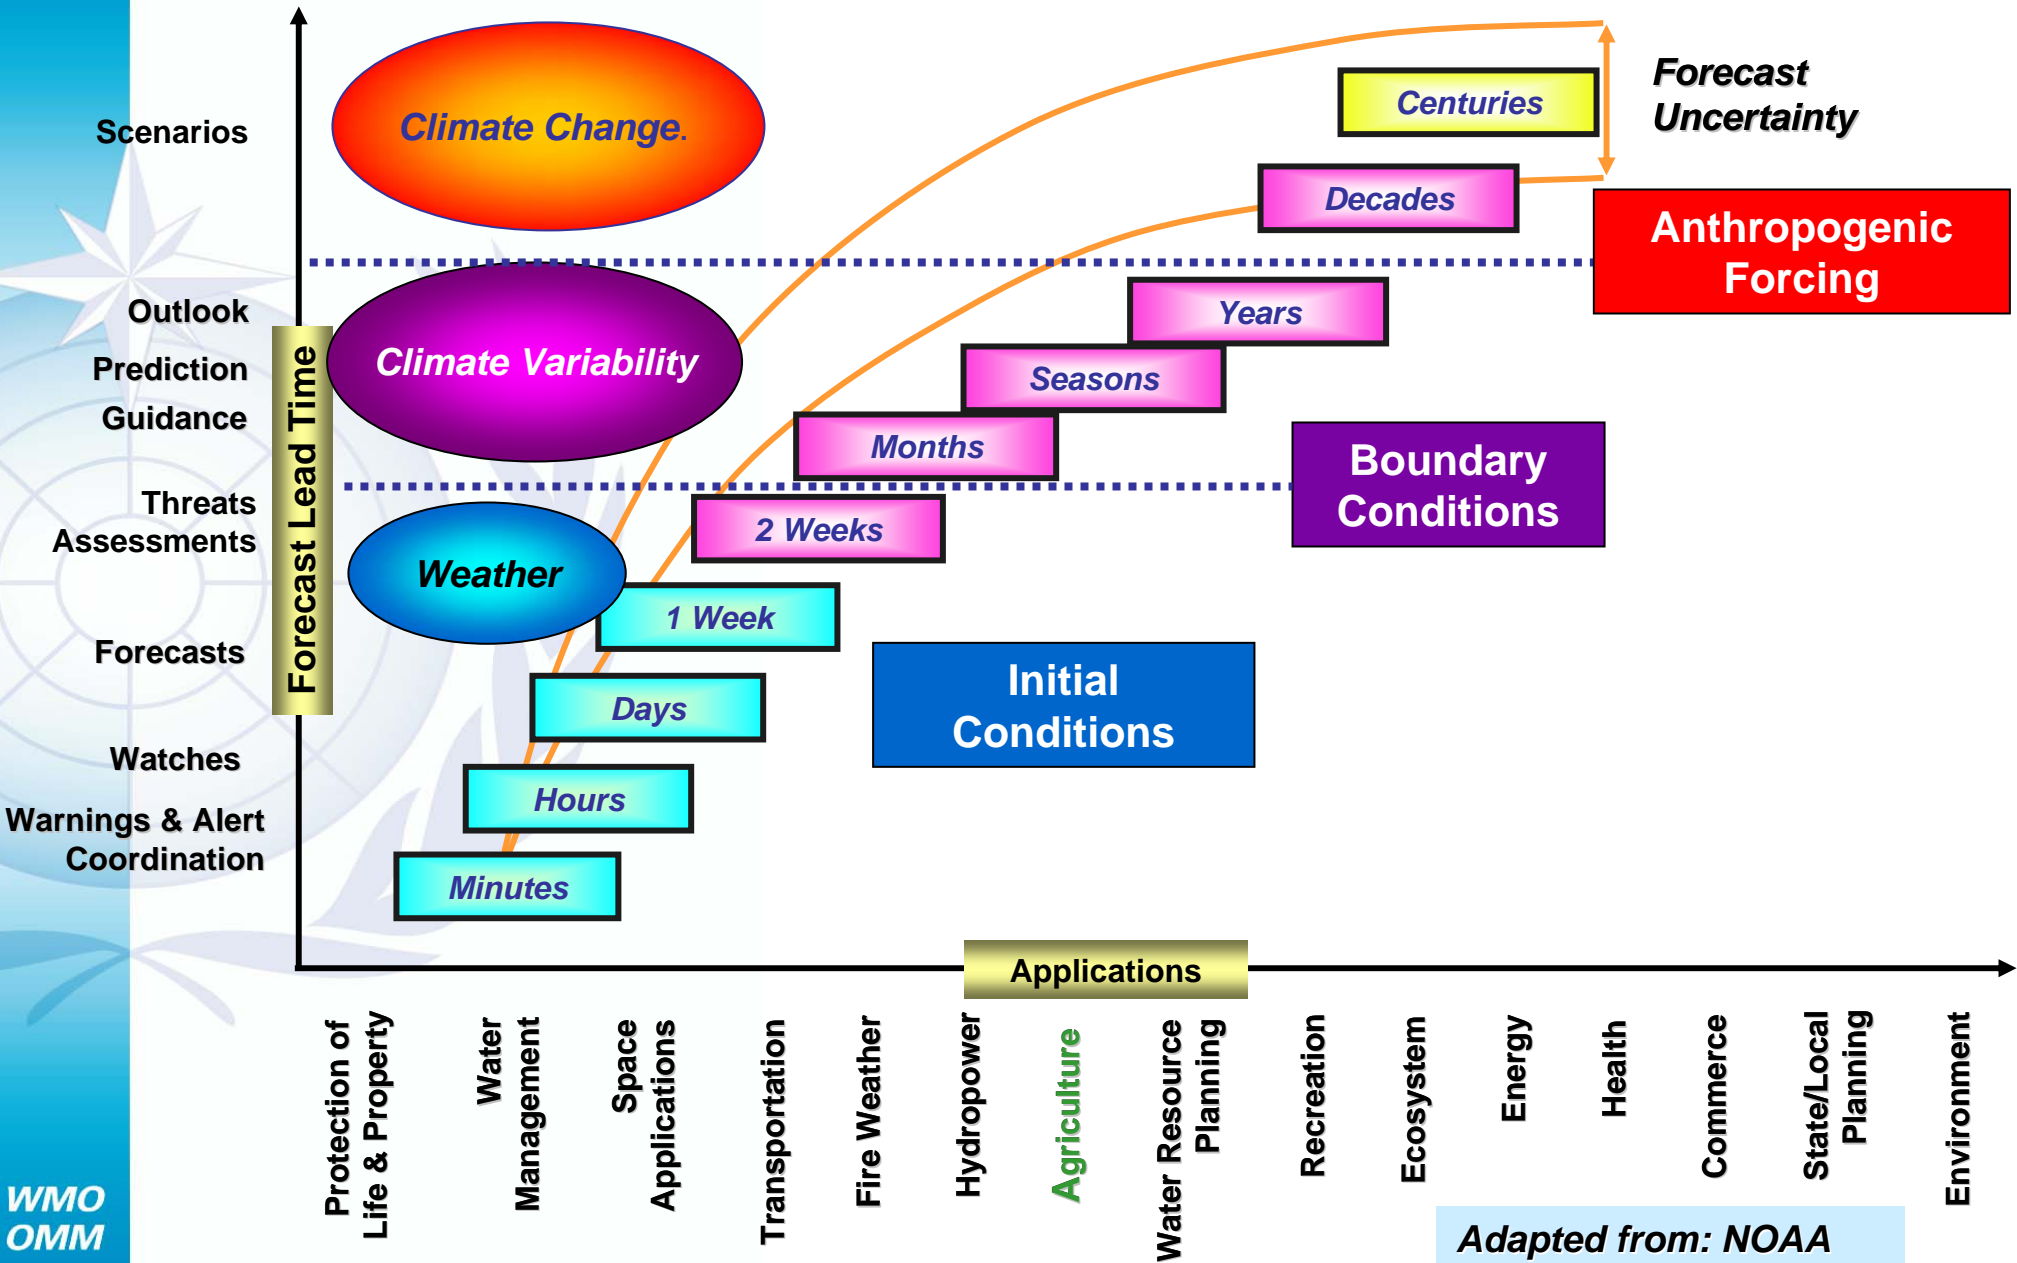 Climate Change.
Centuries
Forecast
Uncertainty
Scenarios
Decades
Anthropogenic
Forcing
Outlook
Years
Climate Variability
Prediction
Seasons
Guidance
Months
Boundary
Conditions
Forecast Lead Time
Threats
Assessments
2 Weeks
Weather
1 Week
Forecasts
Initial
Conditions
Days
Watches
Hours
Warnings & Alert
Coordination
Minutes
Applications
Protection of
Life & Property
Water
Management
Space
Applications
Transportation
Fire Weather
Hydropower
Agriculture
Water Resource
Planning
Recreation
Ecosystem
Energy
Health
Commerce
State/Local
Planning
Environment
WMO
OMM
Adapted from: NOAA